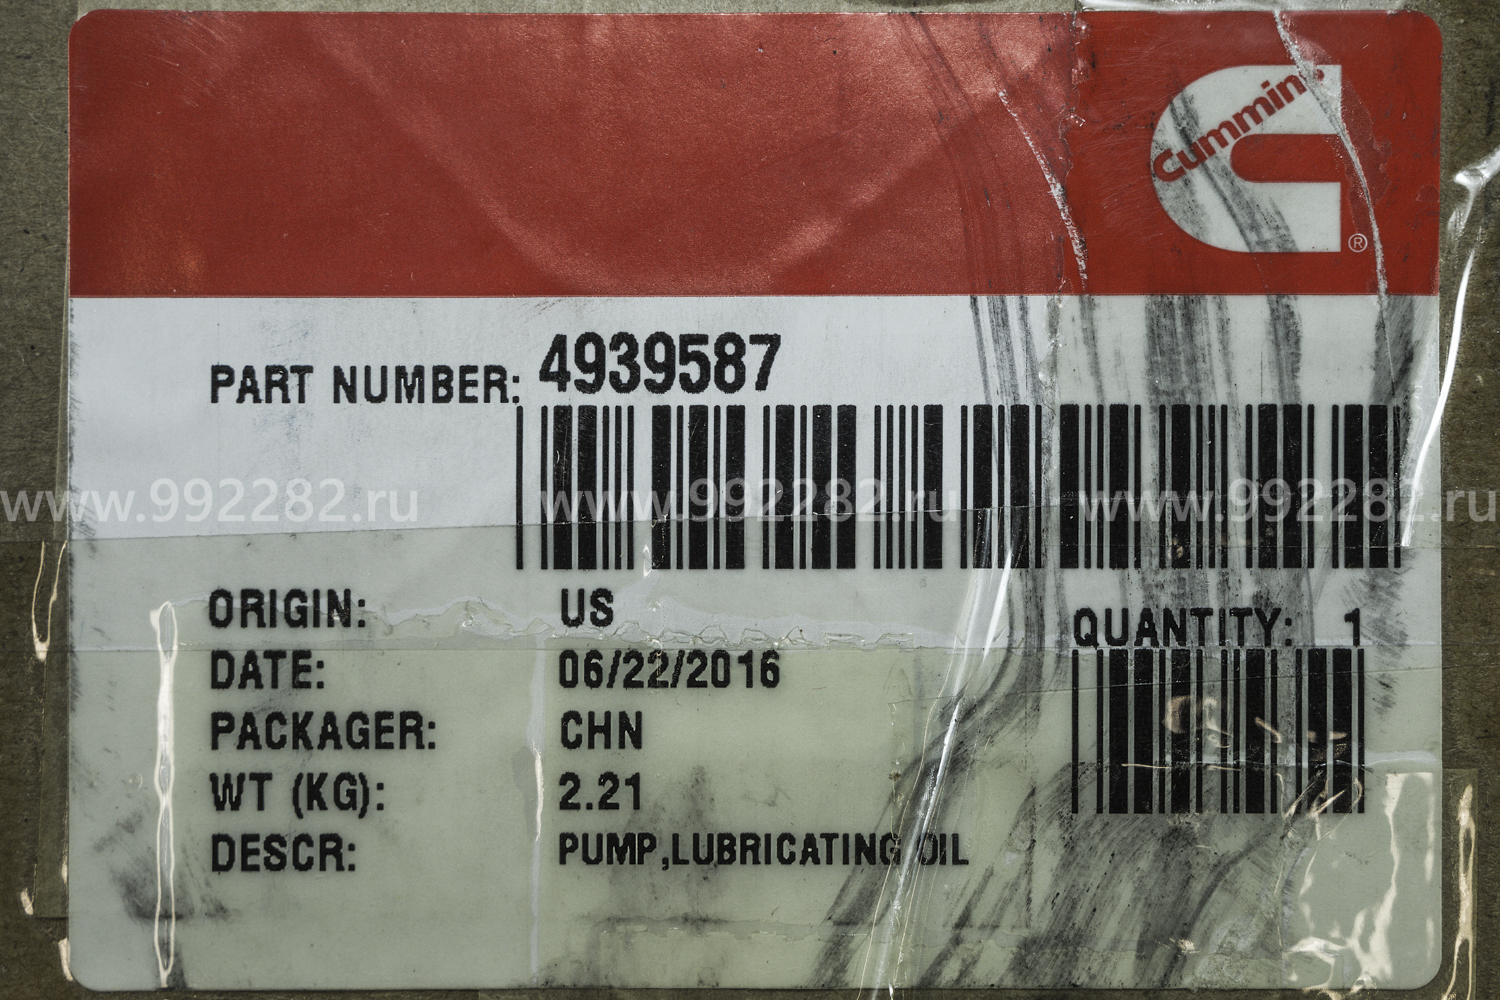 Cummins
®
PART NUMBER: 4939587
www.992282.ru www.992282.ru www.992282.ru
ORIGIN: US
QUANTITY: 1
DATE: 06/22/2016
PACKAGER: CHN
WT (KG): 2.21
DESCR: PUMP,LUBRICATING OIL